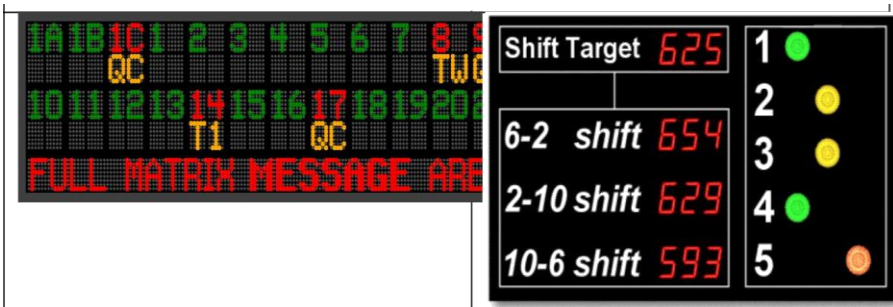 1A 1B 1C 1 2 3 4 5 6 7 8
QC TW
10 11 12 13 14 15 16 17 18 19 20
T1 QC
FULL MATRIX MESSAGE
Shift Target 625
6-2 shift 654
2-10 shift 629
10-6 shift 593
1
2
3
4
5